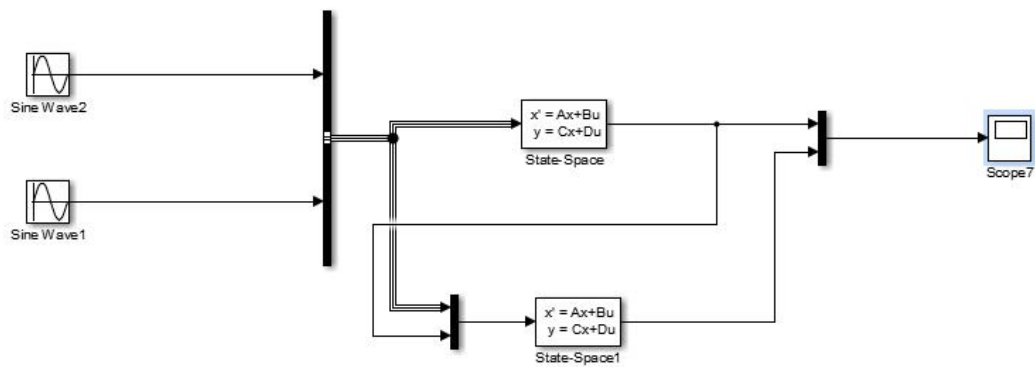 Sine Wave2
x' = Ax+Bu
y = Cx+Du
State-Space
Scope7
Sine Wave1
x' = Ax+Bu
y = Cx+Du
State-Space1